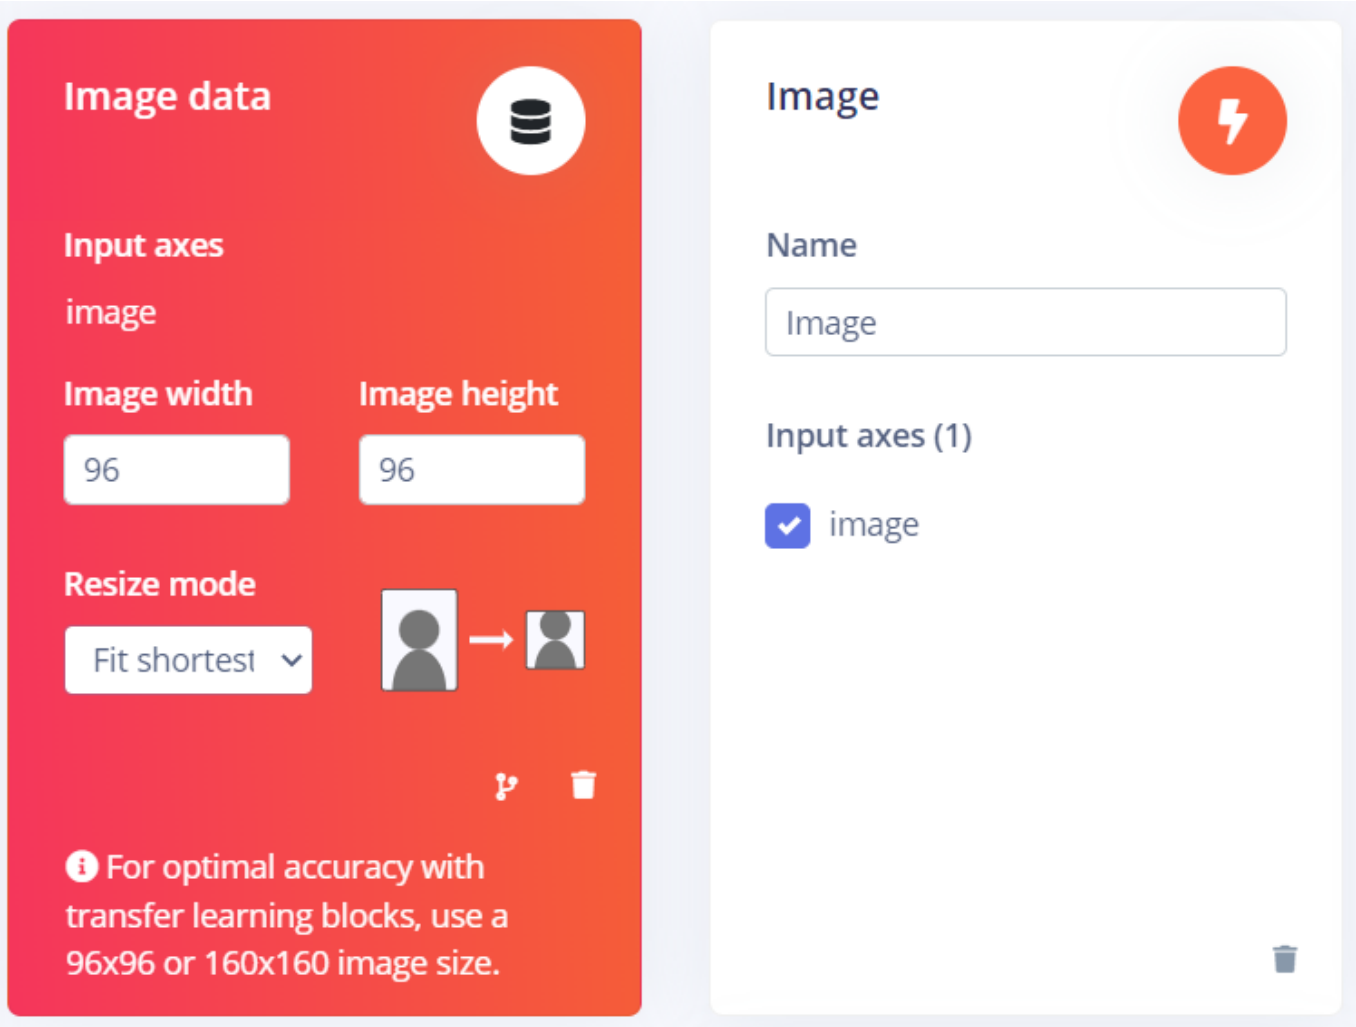 Image data
Input axes
image
Image width
Image height
96
96
Resize mode
Fit shortest
For optimal accuracy with
transfer learning blocks, use a
96x96 or 160x160 image size.
Image
Name
Image
Input axes (1)
image